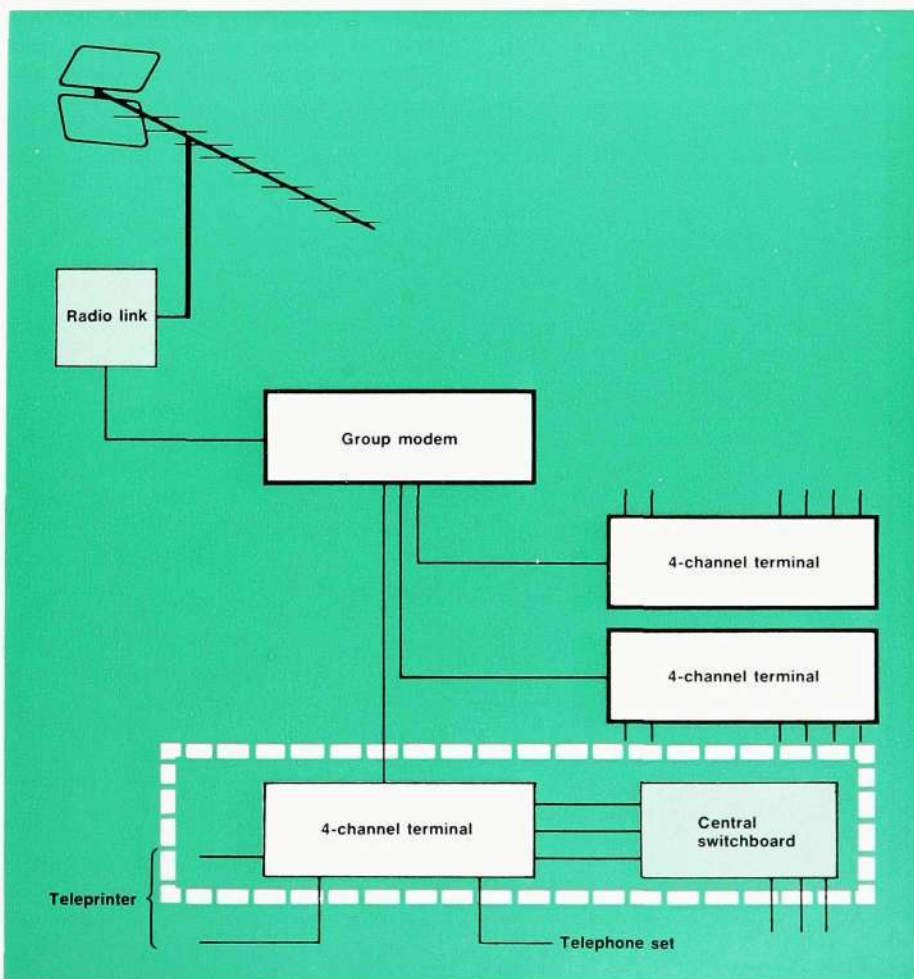 Radio link
Group modem
4-channel terminal
4-channel terminal
4-channel terminal
Central
switchboard
Teleprinter
Telephone set